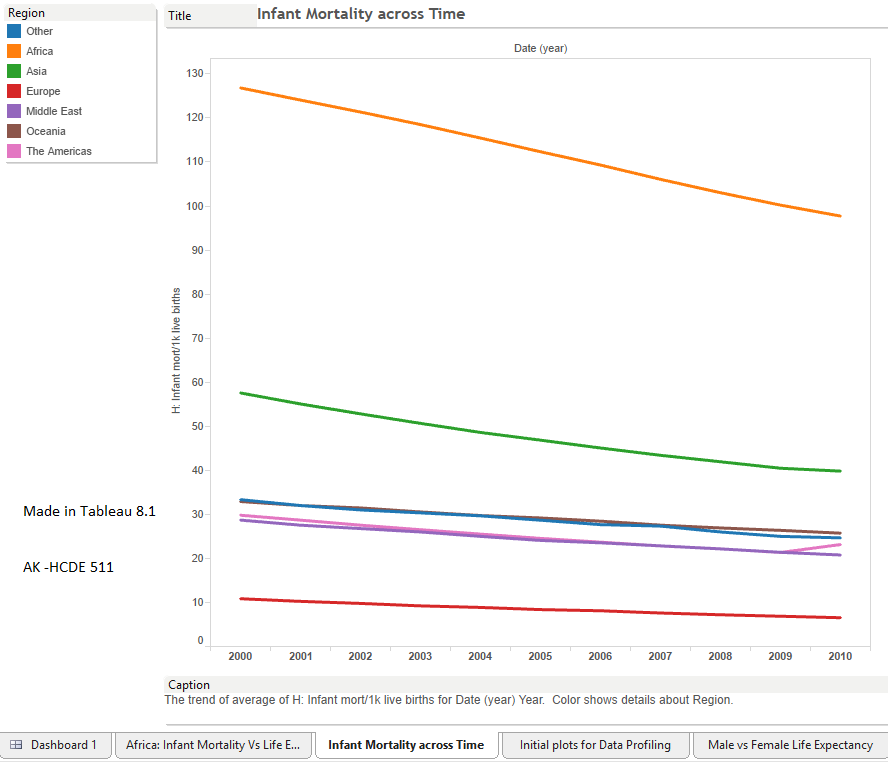 Region
Other
Africa
Asia
Europe
Middle East
Oceania
The Americas
Title
Infant Mortality across Time
Date (year)
H: Infant mort/1k live births
130
120
110
100
90
80
70
60
50
40
30
20
10
0
2000 2001 2002 2003 2004 2005 2006 2007 2008 2009 2010
Made in Tableau 8.1
AK -HCDE 511
Caption
The trend of average of H: Infant mort/1k live births for Date (year) Year.  Color shows details about Region.
Dashboard 1 Africa: Infant Mortality Vs Life E... Infant Mortality across Time Initial plots for Data Profiling Male vs Female Life Expectancy